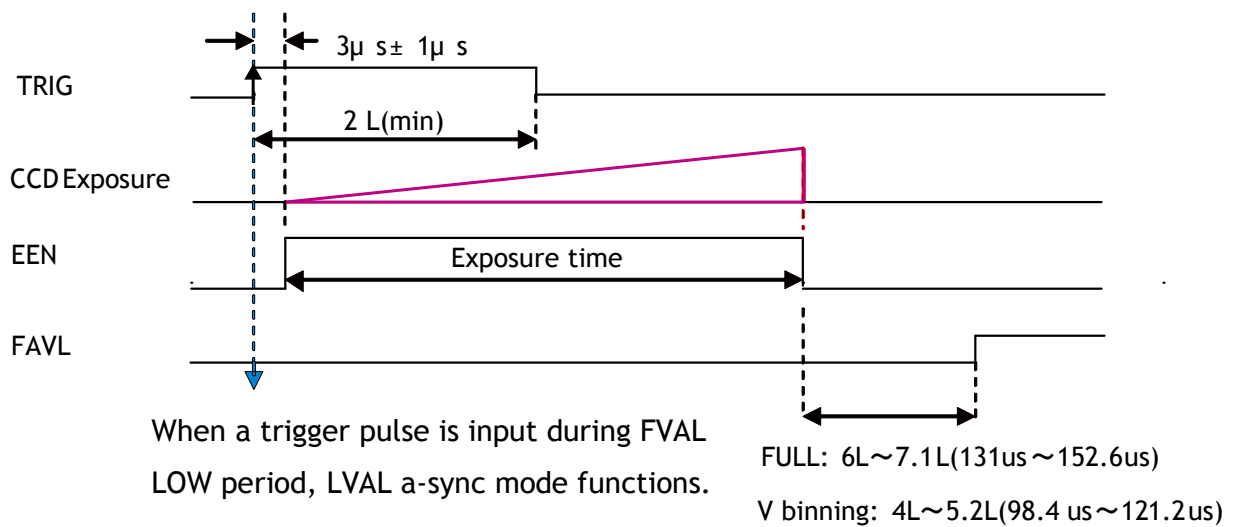 3µ s± 1µ s
TRIG
2 L(min)
CCD Exposure
EEN
Exposure time
FAVL
When a trigger pulse is input during FVAL
LOW period, LVAL a-sync mode functions.
FULL: 6L～7.1L(131us～152.6us)
V binning: 4L～5.2L(98.4 us～121.2us)